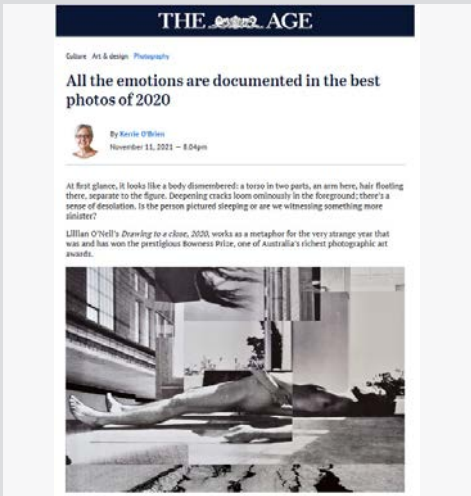 THE AGE
Culture Art & design Photography
All the emotions are documented in the best
photos of 2020
By Kerrie O'Brien
November 11, 2021 — 8.04pm
At first glance, it looks like a body dismembered: a torso in two parts, an arm here, hair floating
there, separate to the figure. Deepening cracks loom ominously in the foreground; there's a
sense of desolation. Is the person pictured sleeping or are we witnessing something more
sinister?
Lillian O'Neil's Drawing to a close, 2020, works as a metaphor for the very strange year that
was and has won the prestigious Bowness Prize, one of Australia's richest photographic art
awards.